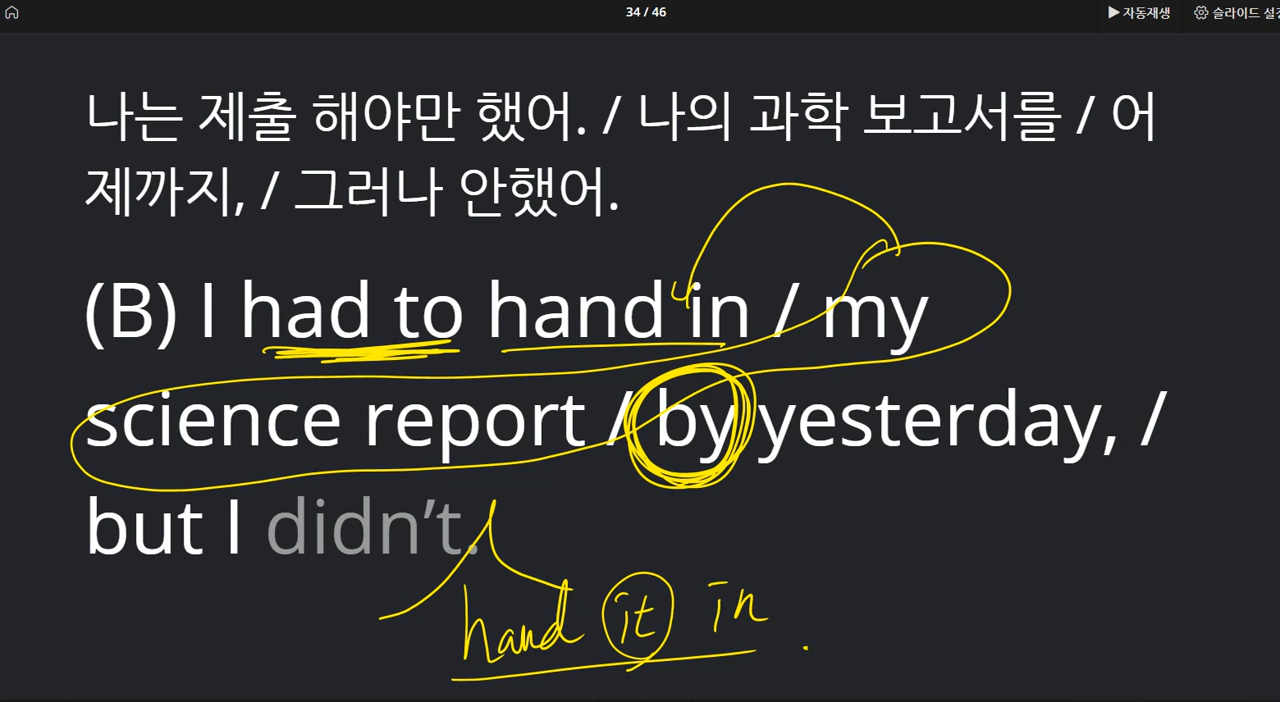 34 / 46
▶ 자동재생
슬라이드 설정
나는 제출 해야만 했어. / 나의 과학 보고서를 / 어
제까지, / 그러나 안했어.
(B) I had to hand in / my
science report / by yesterday, /
but I didn’t.
hand it in .